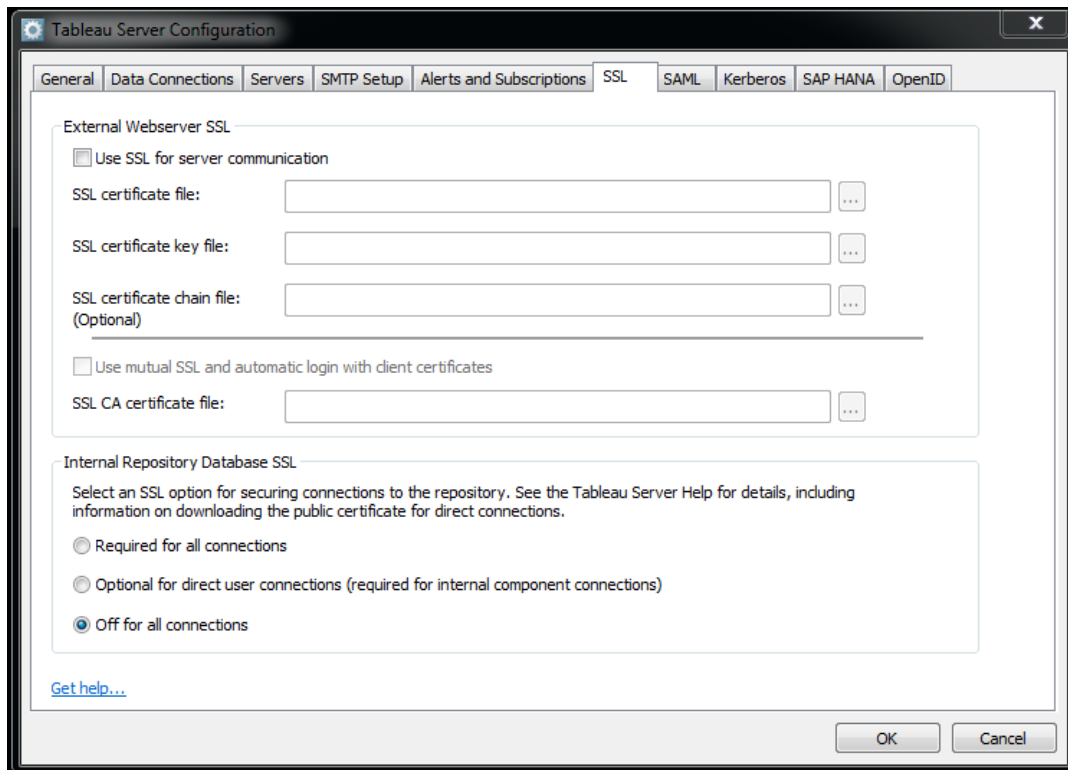 Tableau Server Configuration
x
General Data Connections Servers SMTP Setup Alerts and Subscriptions SSL SAML Kerberos SAP HANA OpenID
External Webserver SSL
Use SSL for server communication
SSL certificate file:
...
SSL certificate key file:
...
SSL certificate chain file:
(Optional)
...
Use mutual SSL and automatic login with client certificates
SSL CA certificate file:
...
Internal Repository Database SSL
Select an SSL option for securing connections to the repository. See the Tableau Server Help for details, including
information on downloading the public certificate for direct connections.
Required for all connections
Optional for direct user connections (required for internal component connections)
Off for all connections
Get help...
OK Cancel